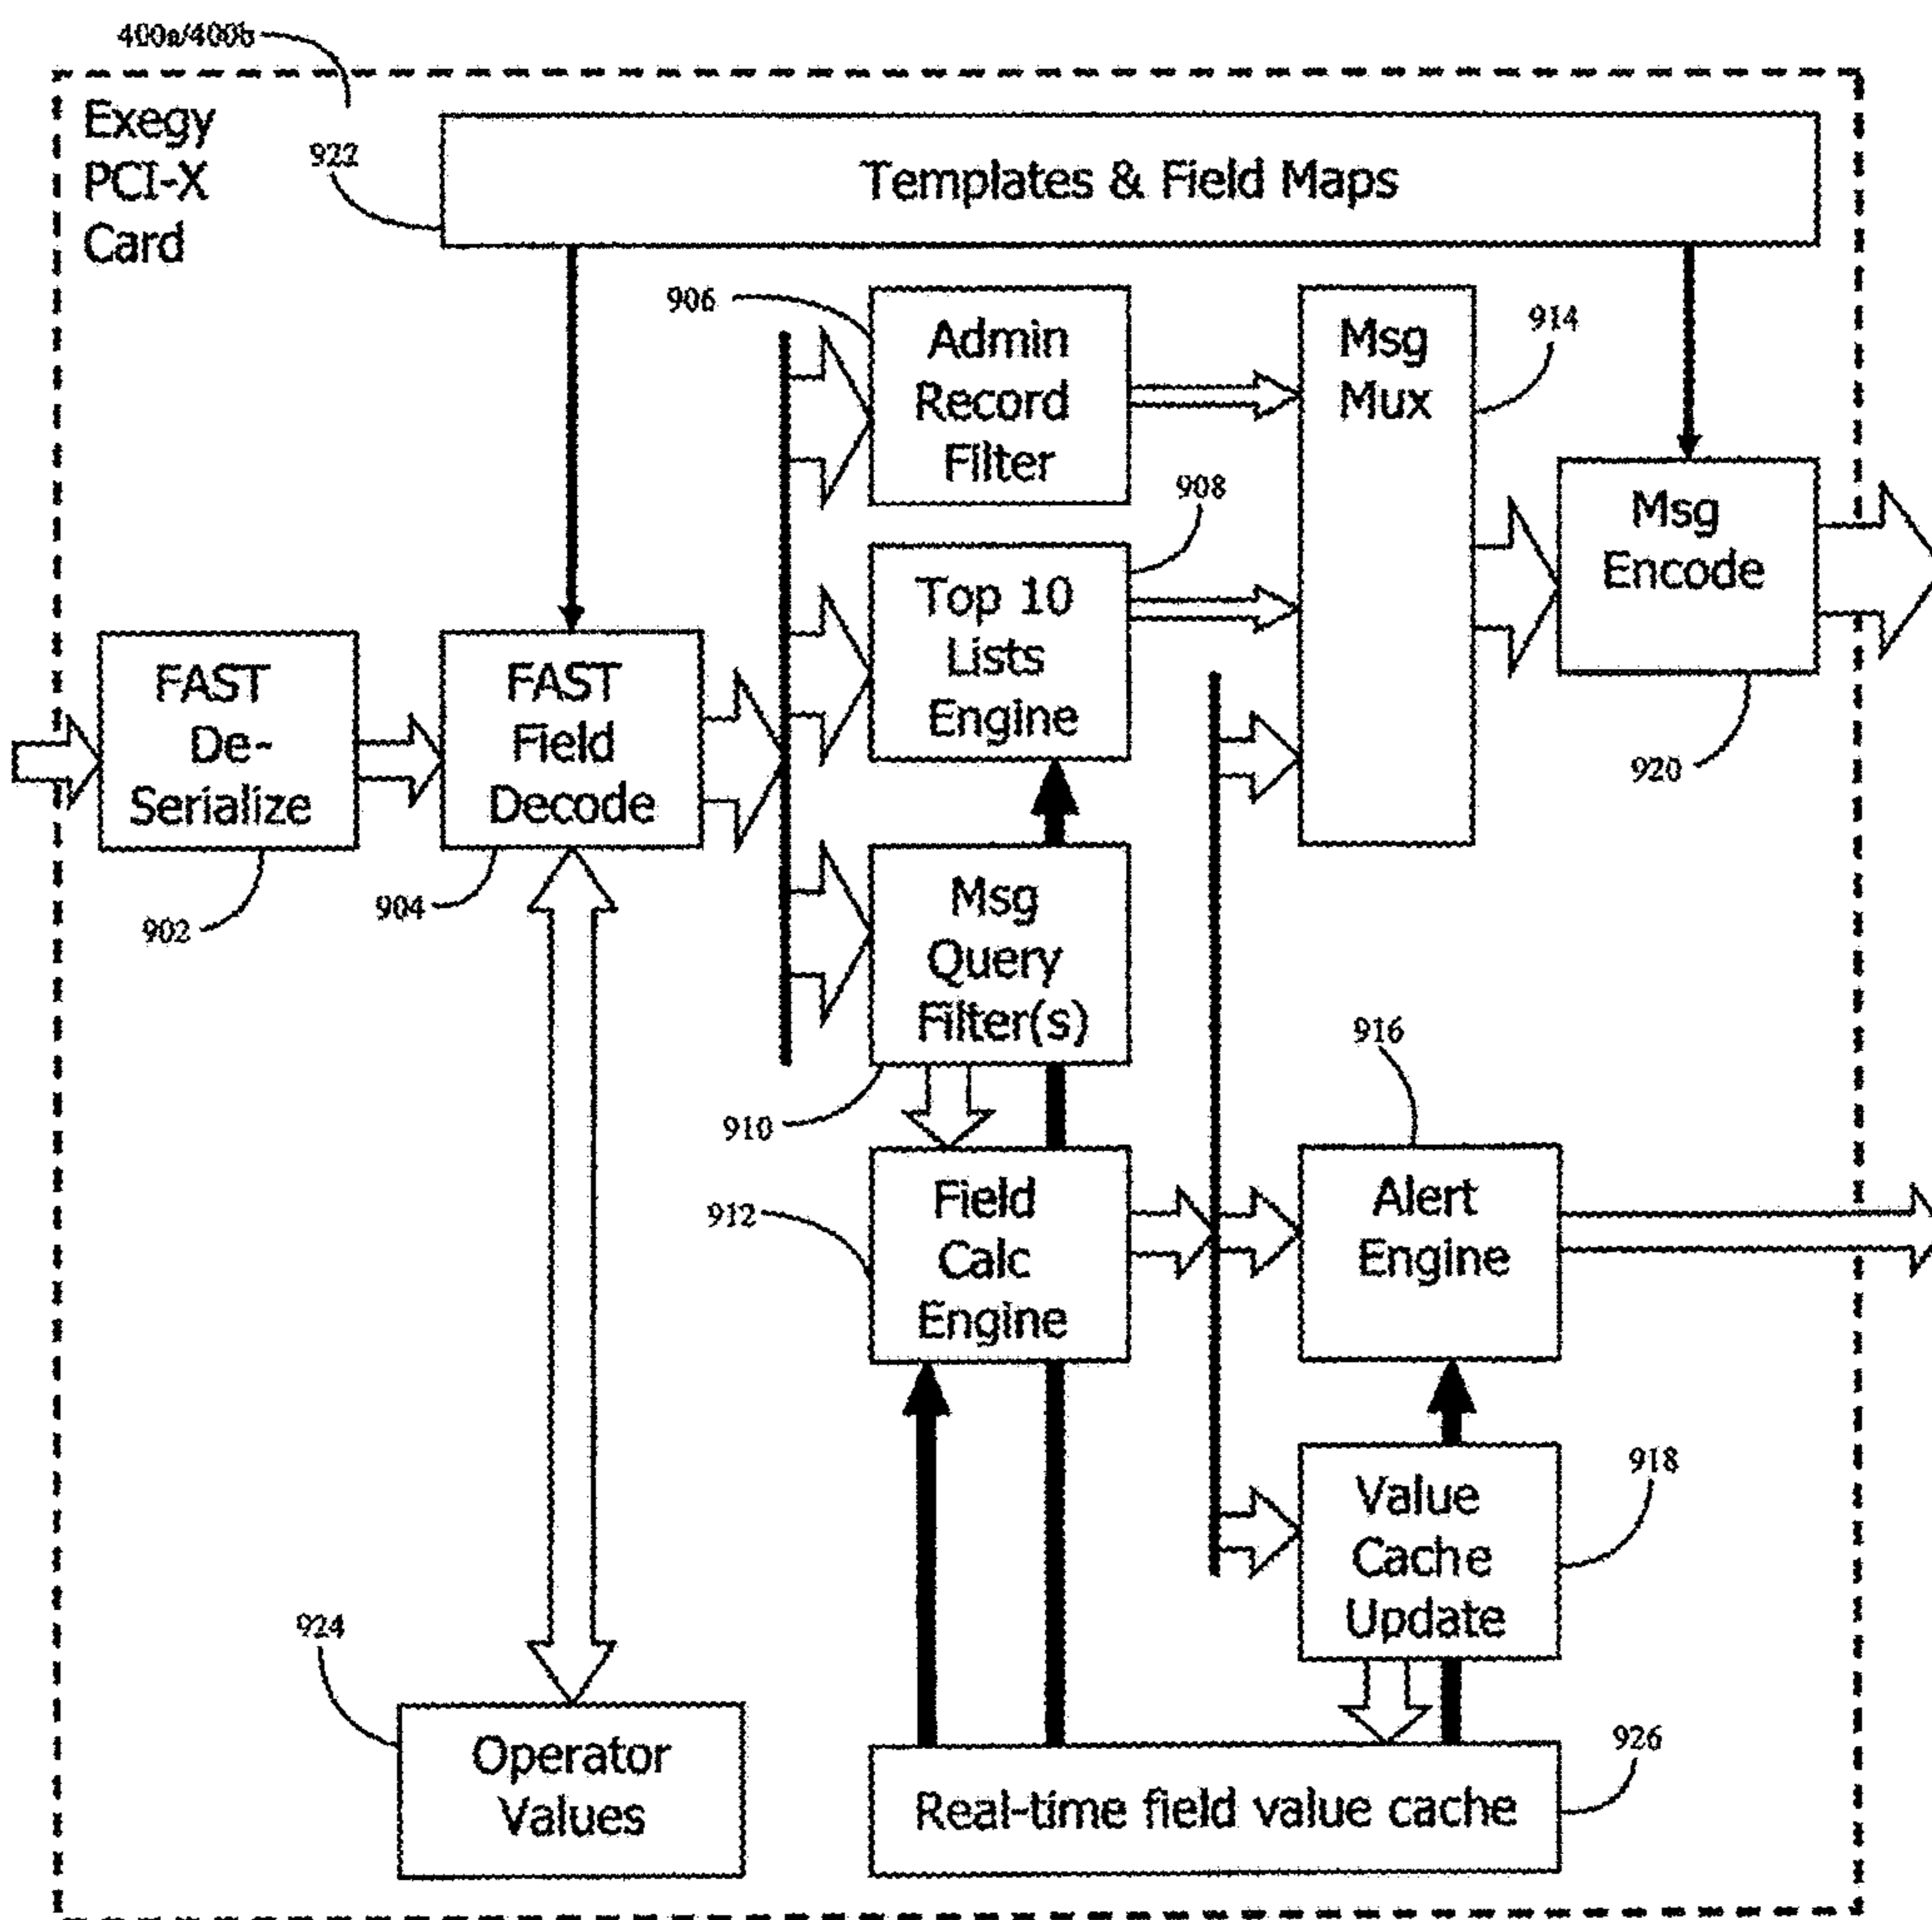 400a/400b
Exegy
PCI-X
Card
922
Templates & Field Maps
906
Admin
Record
Filter
Msg
Mux
914
908
Top 10
Lists
Engine
Msg
Encode
920
FAST
De-
Serialize
902
FAST
Field
Decode
904
Msg
Query
Filter(s)
910
916
912
Field
Calc
Engine
Alert
Engine
918
Value
Cache
Update
924
Operator
Values
926
Real-time field value cache